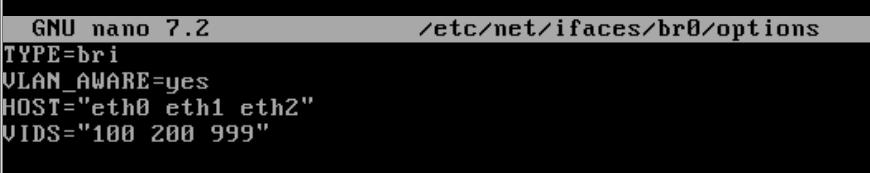 GNU nano 7.2 /etc/net/ifaces/br0/options
TYPE=bri
VLAN_AWARE=yes
HOST="eth0 eth1 eth2"
VIDS="100 200 999"